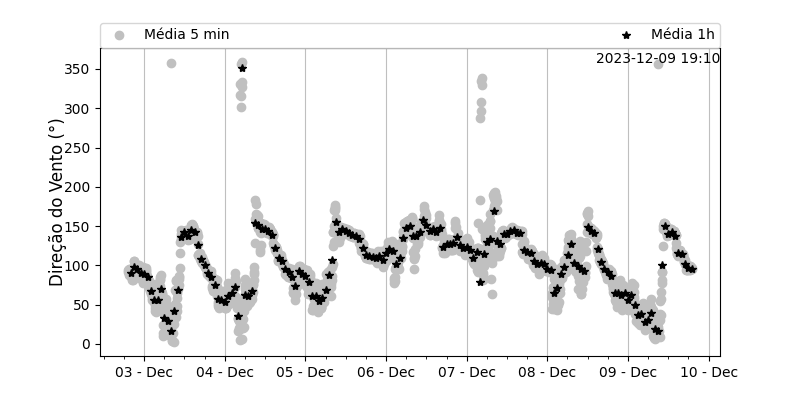 Média 5 min
Média 1h
2023-12-09 19:10
Direção do Vento (°)
350
300
250
200
150
100
50
0
03 - Dec
04 - Dec
05 - Dec
06 - Dec
07 - Dec
08 - Dec
09 - Dec
10 - Dec